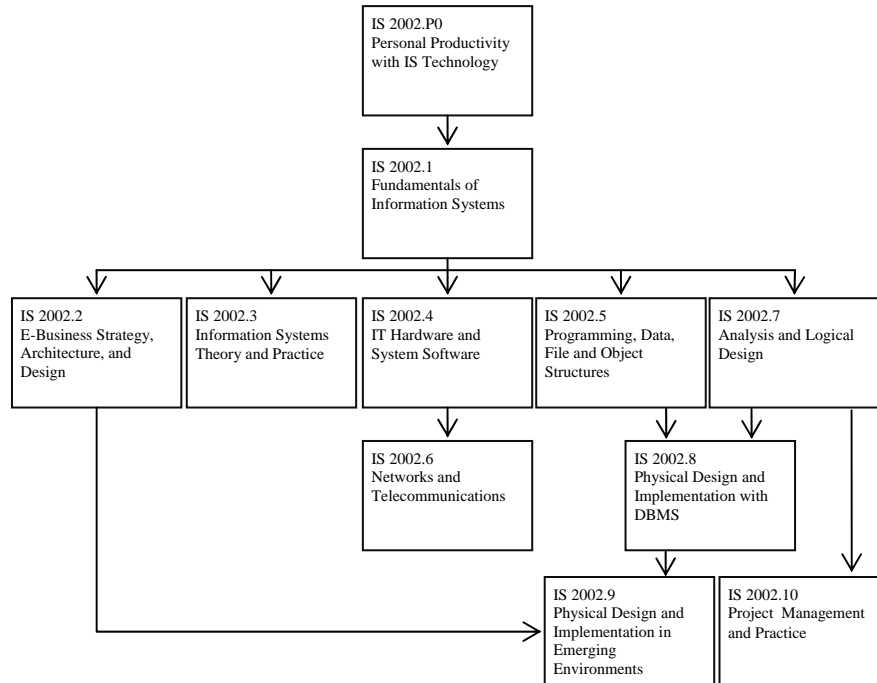 IS 2002.P0
Personal Productivity
with IS Technology
IS 2002.1
Fundamentals of
Information Systems
IS 2002.2
E-Business Strategy,
Architecture, and
Design
IS 2002.3
Information Systems
Theory and Practice
IS 2002.4
IT Hardware and
System Software
IS 2002.5
Programming, Data,
File and Object
Structures
IS 2002.7
Analysis and Logical
Design
IS 2002.6
Networks and
Telecommunications
IS 2002.8
Physical Design and
Implementation with
DBMS
IS 2002.9
Physical Design and
Implementation in
Emerging
Environments
IS 2002.10
Project Management
and Practice